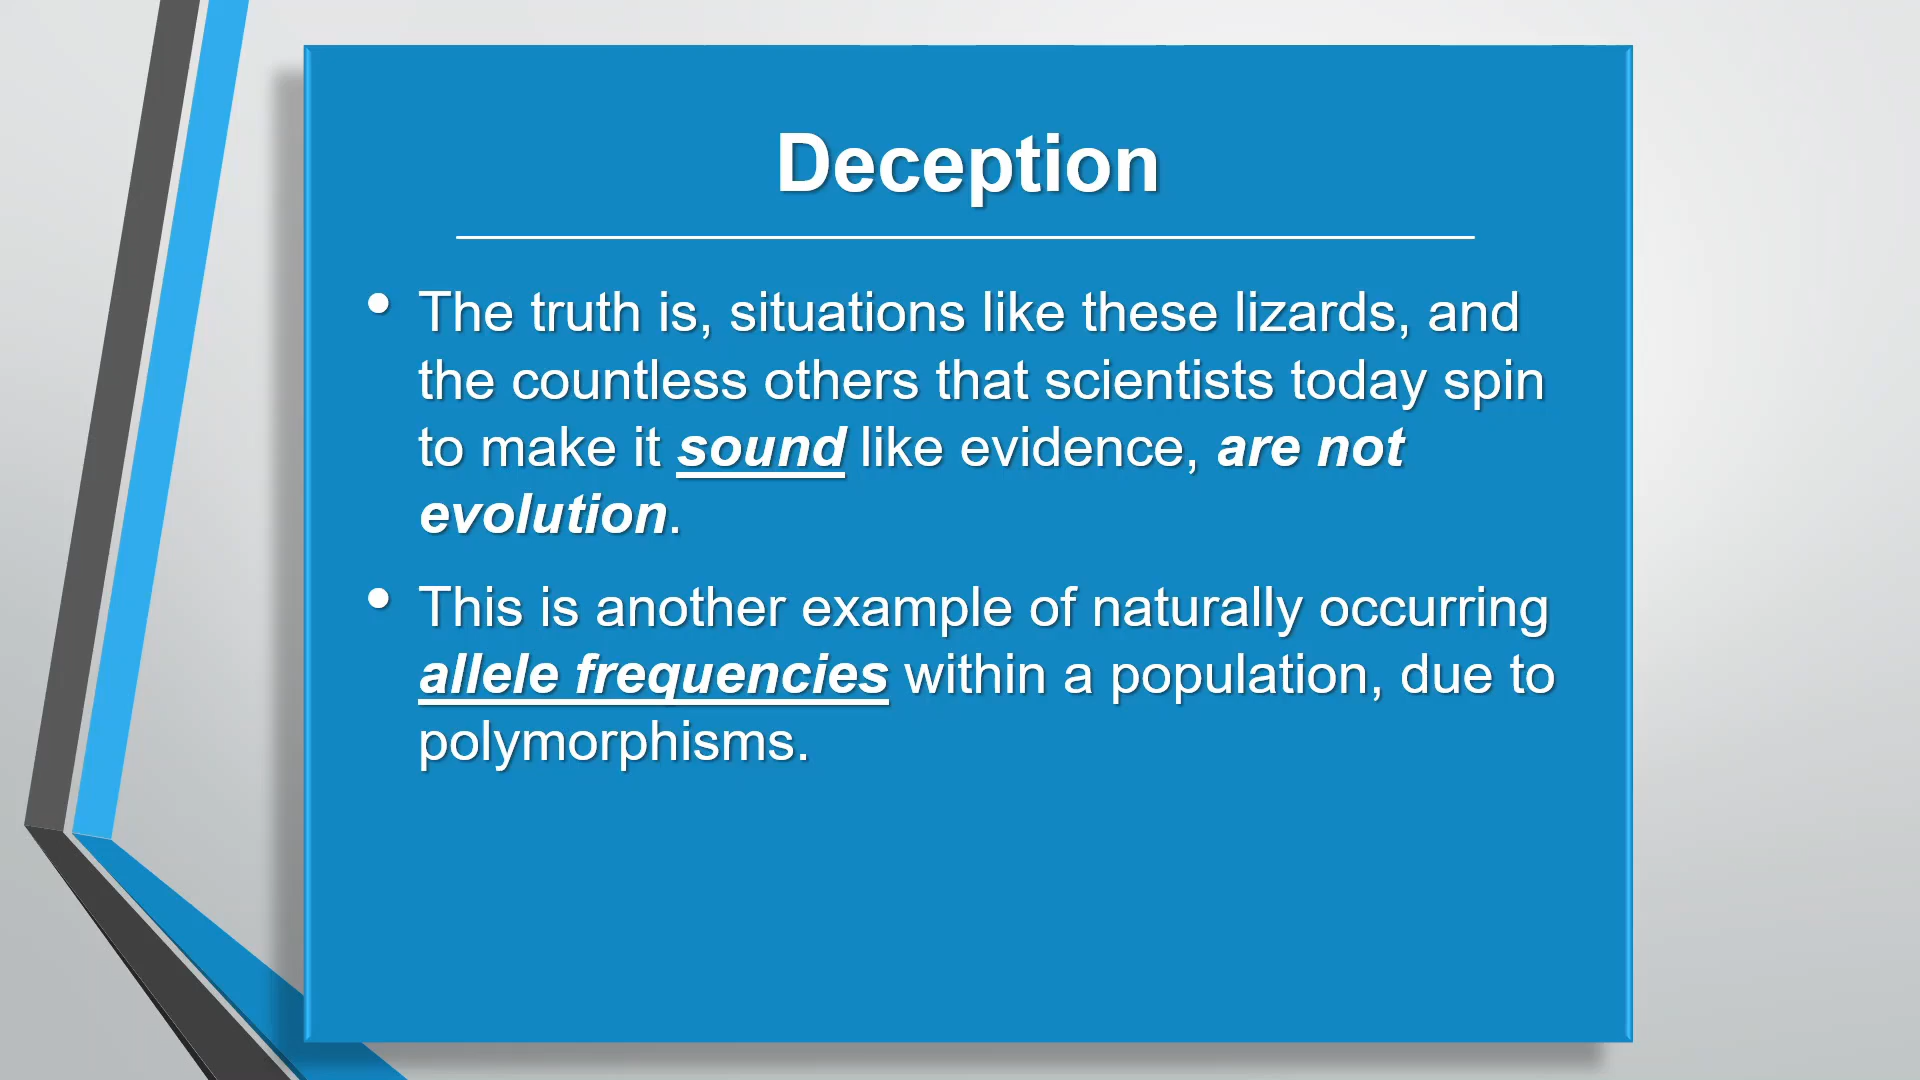 Deception
• The truth is, situations like these lizards, and
the countless others that scientists today spin
to make it sound like evidence, are not
evolution.
• This is another example of naturally occurring
allele frequencies within a population, due to
polymorphisms.